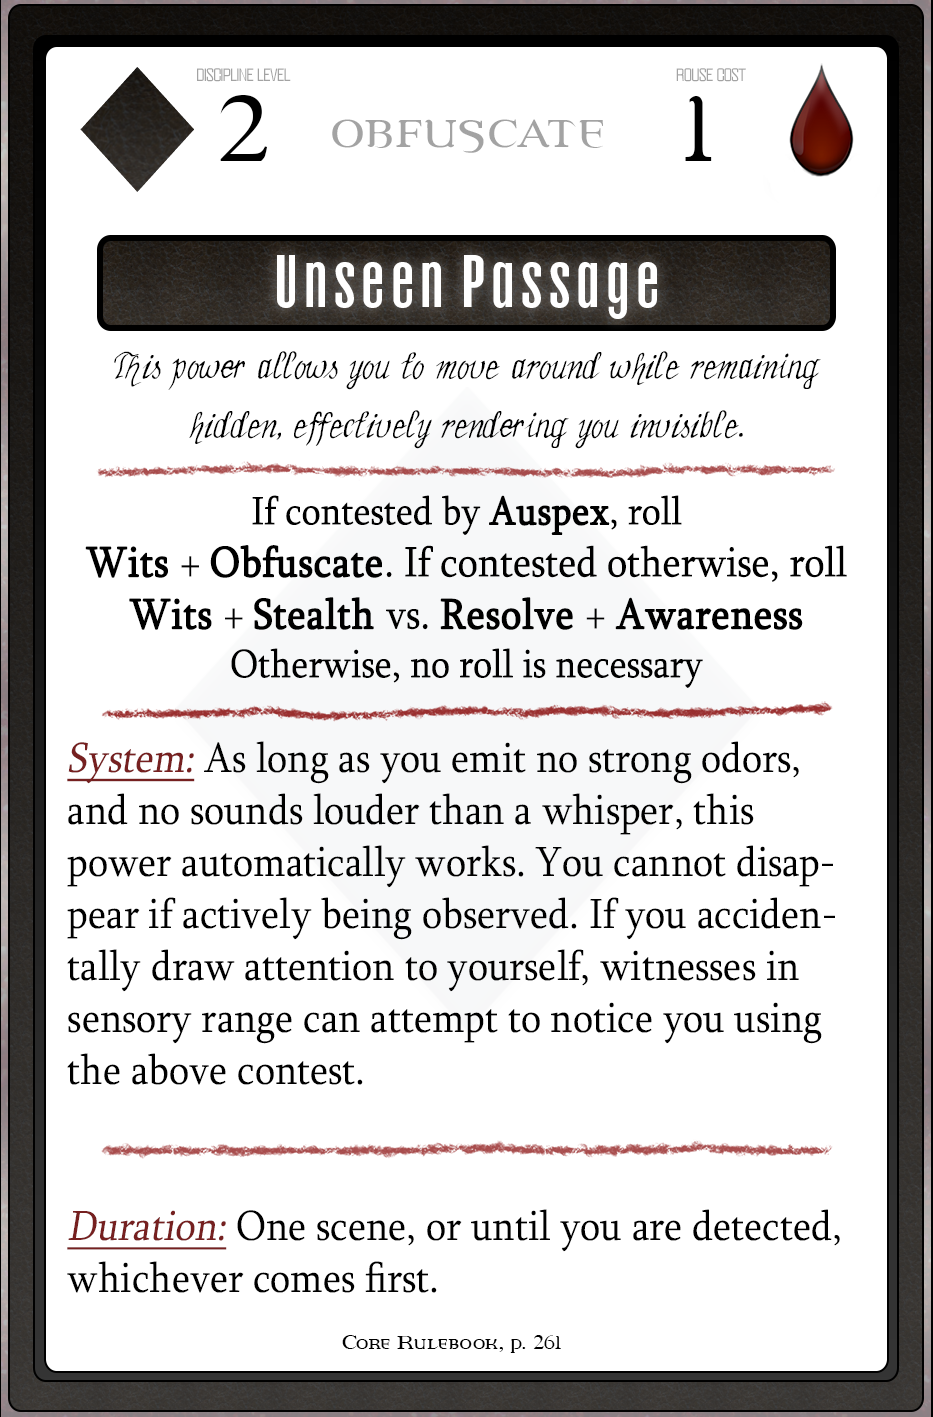 DISCIPLINE LEVEL
ROUSE COST
2
OBFUSCATE
1
Unseen Passage
This power allows you to move around while remaining
hidden, effectively rendering you invisible.
If contested by Auspex, roll
Wits + Obfuscate. If contested otherwise, roll
Wits + Stealth vs. Resolve + Awareness
Otherwise, no roll is necessary
System: As long as you emit no strong odors,
and no sounds louder than a whisper, this
power automatically works. You cannot disap-
pear if actively being observed. If you acciden-
tally draw attention to yourself, witnesses in
sensory range can attempt to notice you using
the above contest.
Duration: One scene, or until you are detected,
whichever comes first.
Core Rulebook, p. 261